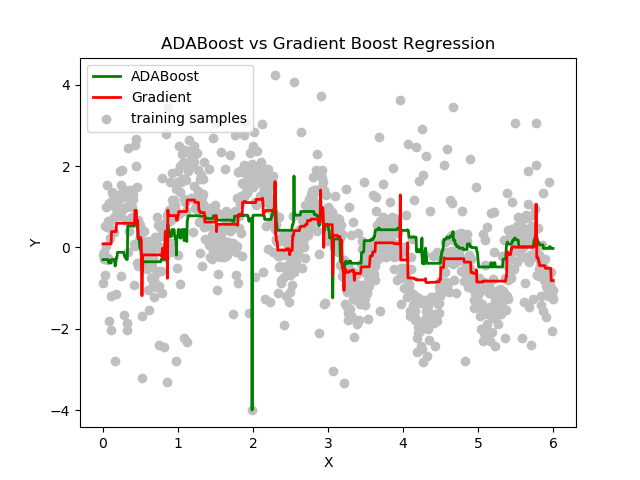 ADABoost vs Gradient Boost Regression
ADABoost
Gradient
training samples
4
2
0
−2
−4
Y
0 1 2 3 4 5 6
X